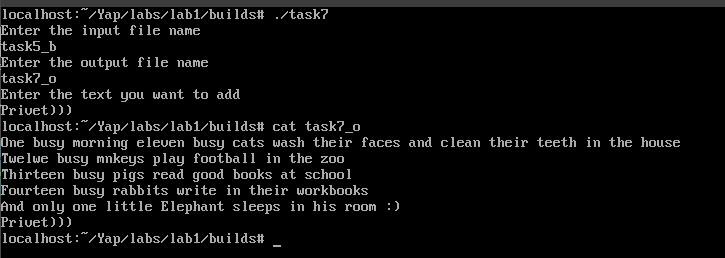 localhost:~/Yap/labs/lab1/builds# ./task7
Enter the input file name
task5_b
Enter the output file name
task7_o
Enter the text you want to add
Privet)))
localhost:~/Yap/labs/lab1/builds# cat task7_o
One busy morning eleven busy cats wash their faces and clean their teeth in the house
Twelwe busy mnkeys play football in the zoo
Thirteen busy pigs read good books at school
Fourteen busy rabbits write in their workbooks
And only one little Elephant sleeps in his room :)
Privet)))
localhost:~/Yap/labs/lab1/builds# _